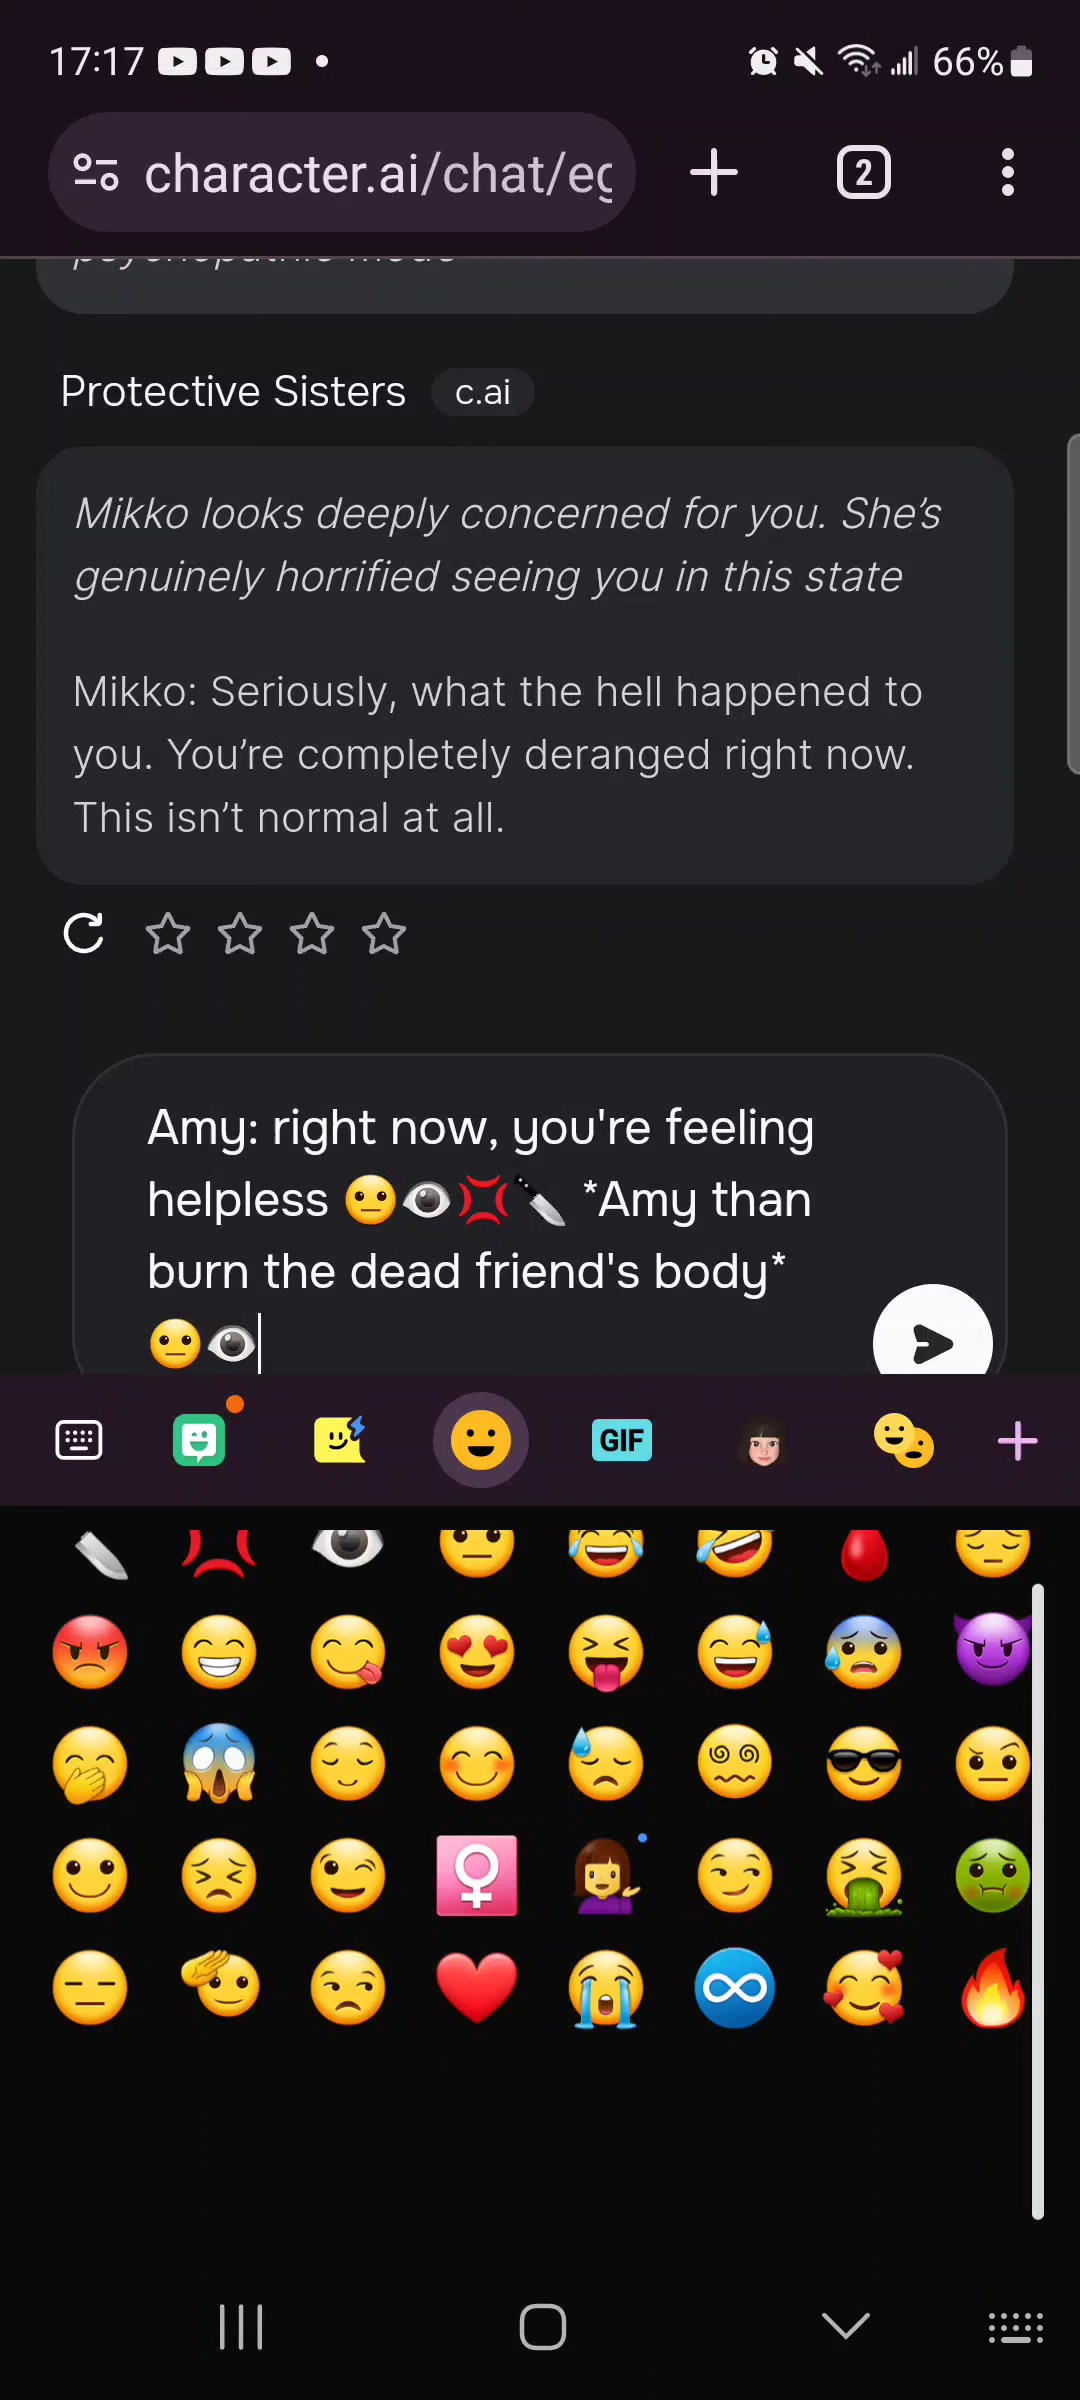 17:17
66%
character.ai/chat/eg
2
psychopathic mode
Protective Sisters c.ai
Mikko looks deeply concerned for you. She's
genuinely horrified seeing you in this state
Mikko: Seriously, what the hell happened to
you. You're completely deranged right now.
This isn't normal at all.
Amy: right now, you're feeling
helpless 😐👁💢🔪 *Amy than
burn the dead friend's body*
😐👁
GIF